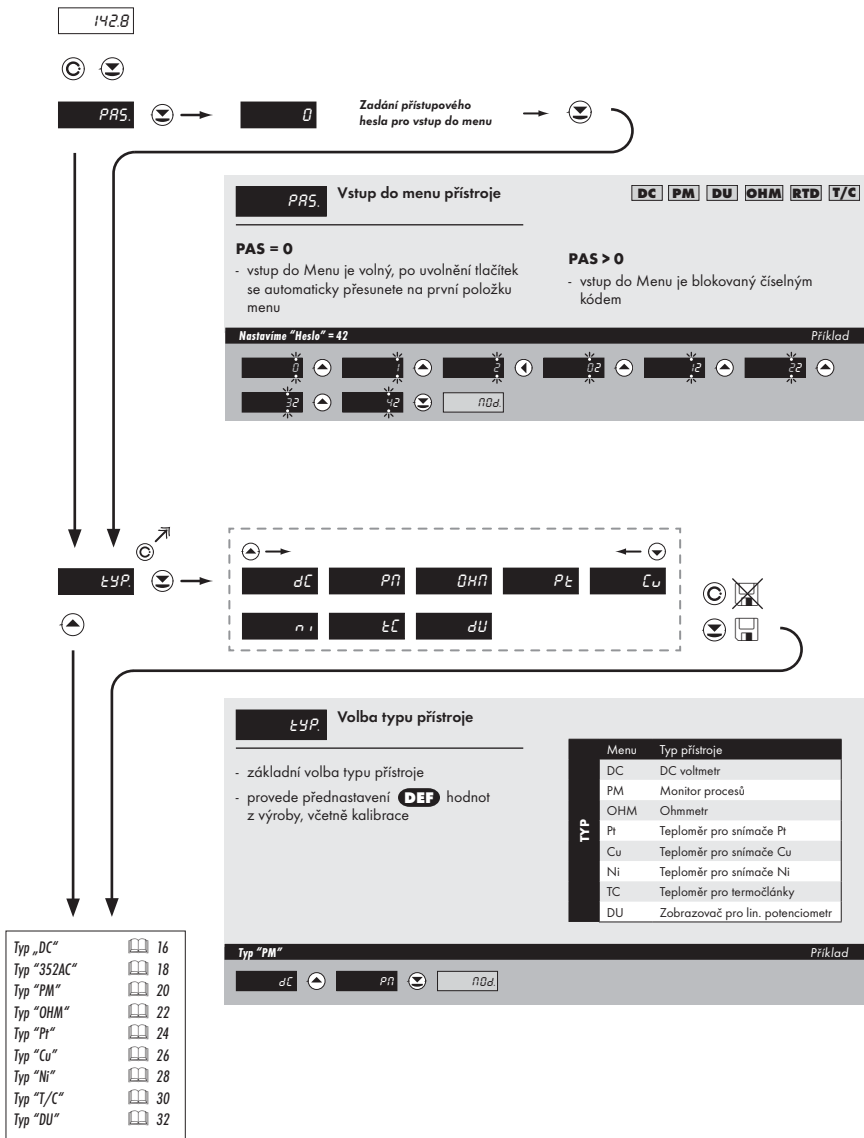 142.8
PAS.
0
Zadání přístupového
hesla pro vstup do menu
PAS.
Vstup do menu přístroje
DC PM DU OHM RTD T/C
PAS = 0
- vstup do Menu je volný, po uvolnění tlačítek
se automaticky přesunete na první položku
menu
PAS > 0
- vstup do Menu je blokovaný číselným
kódem
Nastavíme "Heslo" = 42
Příklad
0 1 2 02 12 22
32 42 MOd.
tYP.
dC PM OHM Pt Cu
ni tC dU
tYP.
Volba typu přístroje
- základní volba typu přístroje
- provede přednastavení DEF hodnot
z výroby, včetně kalibrace
TYP
Menu Typ přístroje
DC DC voltmetr
PM Monitor procesů
OHM Ohmmetr
Pt Teploměr pro snímače Pt
Cu Teploměr pro snímače Cu
Ni Teploměr pro snímače Ni
TC Teploměr pro termočlánky
DU Zobrazovač pro lin. potenciometr
Typ "PM"
Příklad
dC PM MOd.
Typ „DC“ 16
Typ "352AC" 18
Typ "PM" 20
Typ "OHM" 22
Typ "Pt" 24
Typ "Cu" 26
Typ "Ni" 28
Typ "T/C" 30
Typ "DU" 32